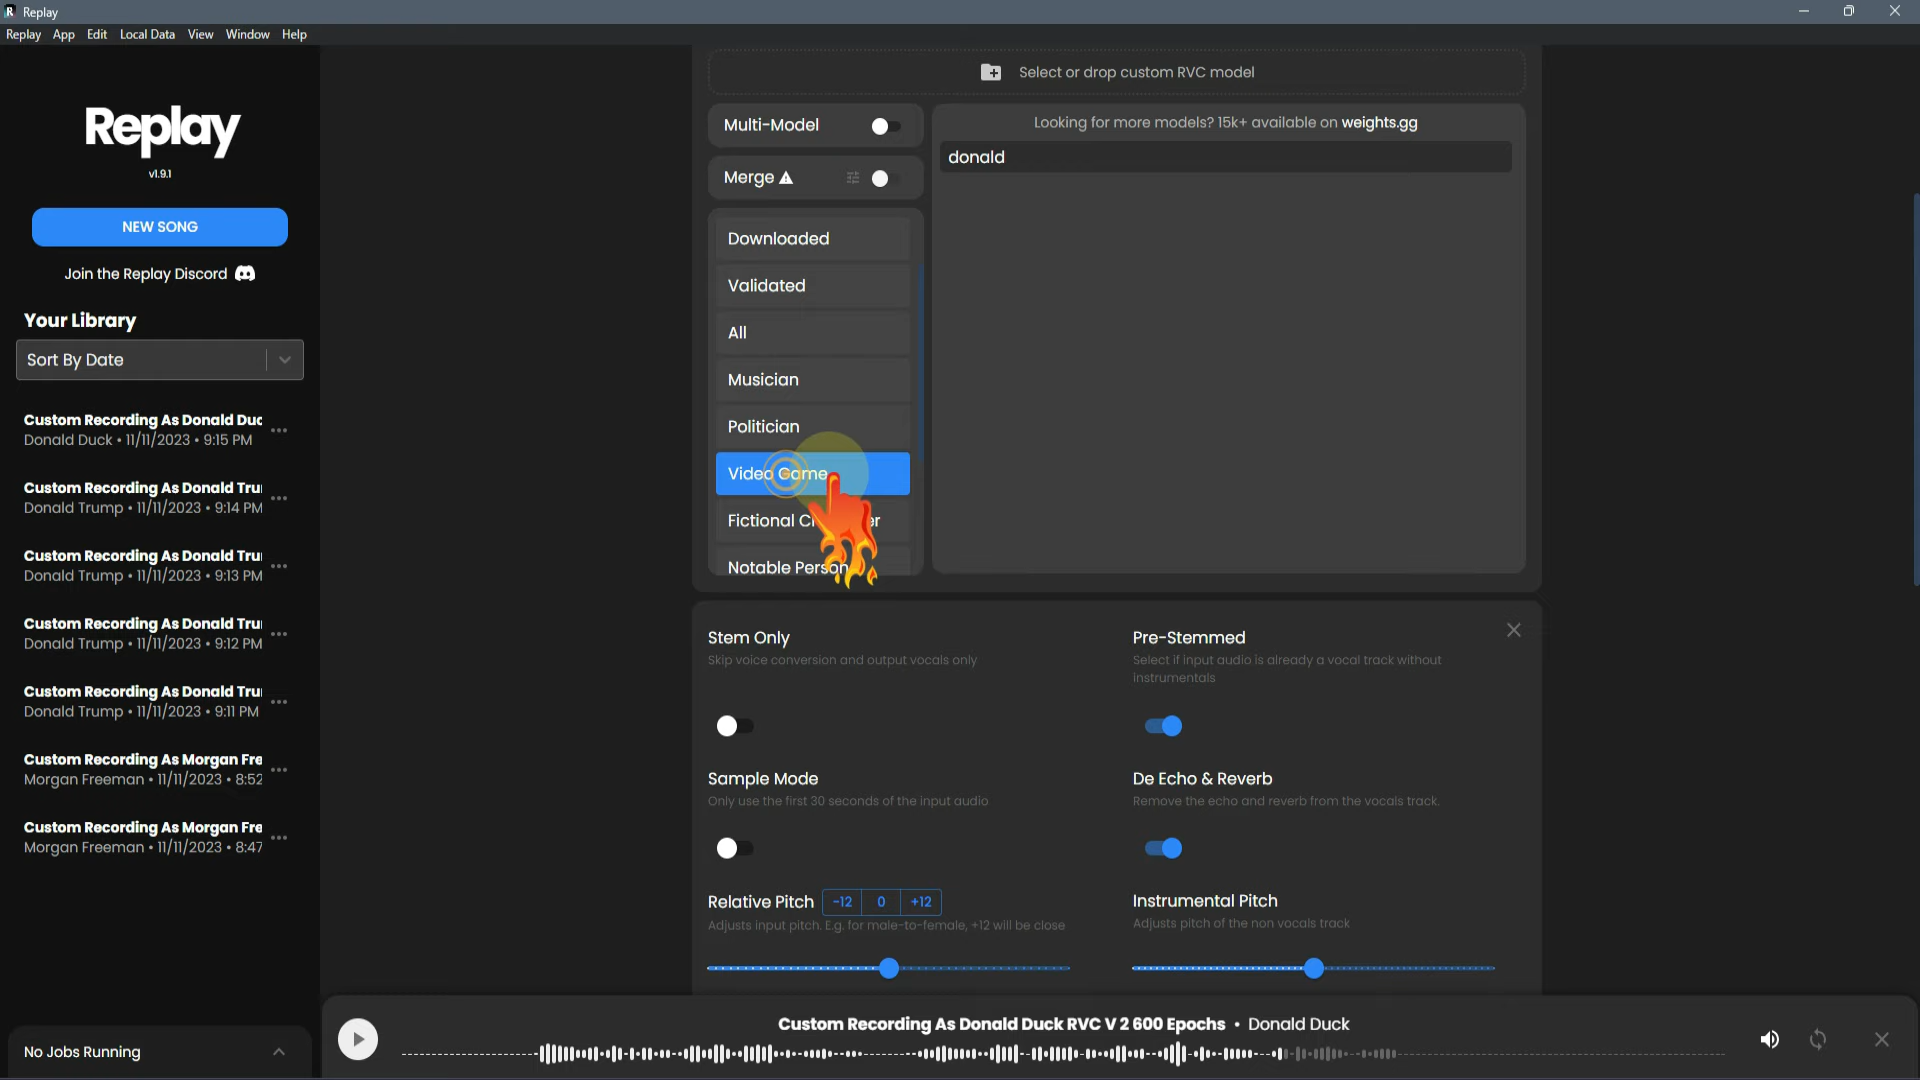 Replay
Replay App Edit Local Data View Window Help
Replay
v1.9.1
NEW SONG
Join the Replay Discord
Your Library
Sort By Date
Custom Recording As Donald Duc
Donald Duck • 11/11/2023 • 9:15 PM
Custom Recording As Donald Tru
Donald Trump • 11/11/2023 • 9:14 PM
Custom Recording As Donald Tru
Donald Trump • 11/11/2023 • 9:13 PM
Custom Recording As Donald Tru
Donald Trump • 11/11/2023 • 9:12 PM
Custom Recording As Donald Tru
Donald Trump • 11/11/2023 • 9:11 PM
Custom Recording As Morgan Fre
Morgan Freeman • 11/11/2023 • 8:52
Custom Recording As Morgan Fre
Morgan Freeman • 11/11/2023 • 8:47
No Jobs Running
Select or drop custom RVC model
Multi-Model
Merge
Looking for more models? 15k+ available on weights.gg
donald
Downloaded
Validated
All
Musician
Politician
Video Game
Fictional
Notable Person
Stem Only
Skip voice conversion and output vocals only
Pre-Stemmed
Select if input audio is already a vocal track without
instrumentals
Sample Mode
Only use the first 30 seconds of the input audio
De Echo & Reverb
Remove the echo and reverb from the vocals track.
Relative Pitch -12 0 +12
Adjusts input pitch. E.g. for male-to-female, +12 will be close
Instrumental Pitch
Adjusts pitch of the non vocals track
Custom Recording As Donald Duck RVC V 2 600 Epochs • Donald Duck